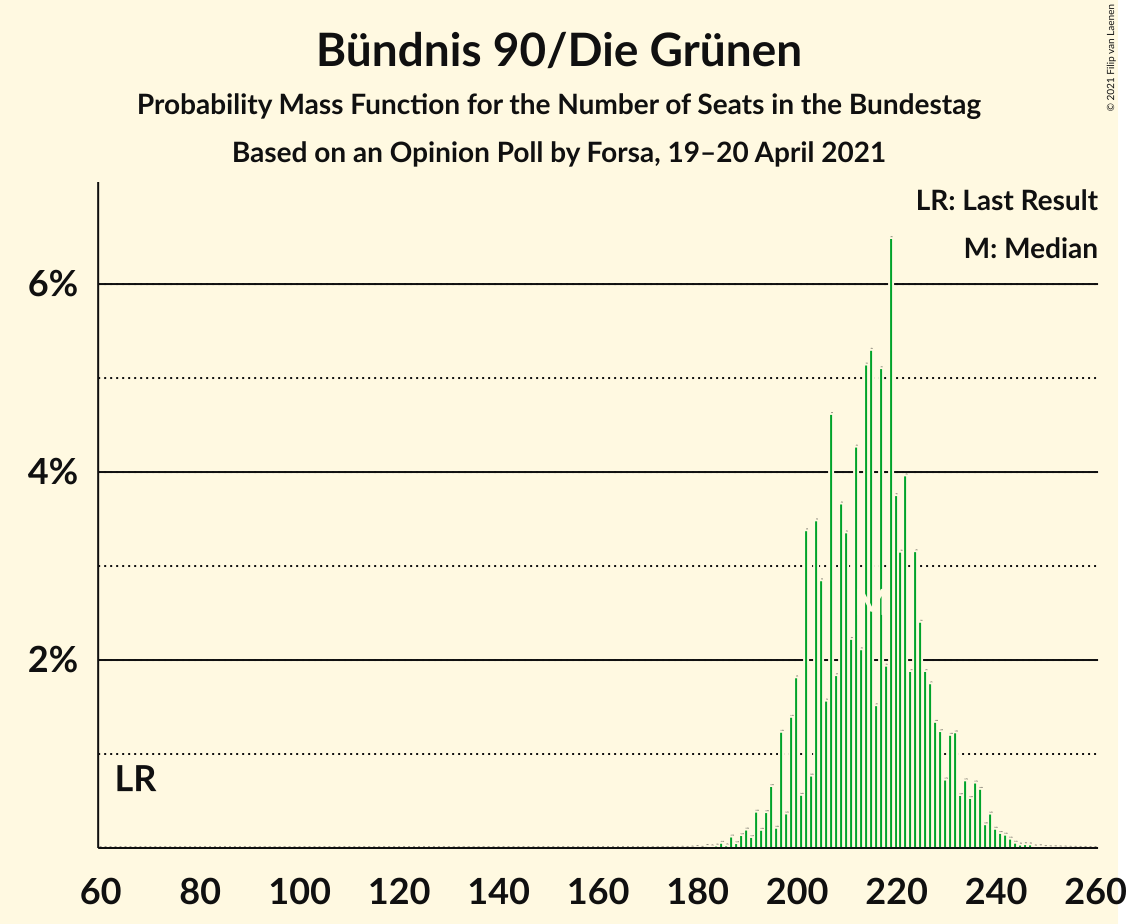 Bündnis 90/Die Grünen
Probability Mass Function for the Number of Seats in the Bundestag
Based on an Opinion Poll by Forsa, 19–20 April 2021
© 2021 Filip van Laenen
LR: Last Result
M: Median
6%
4%
2%
LR
60 80 100 120 140 160 180 200 220 240 260